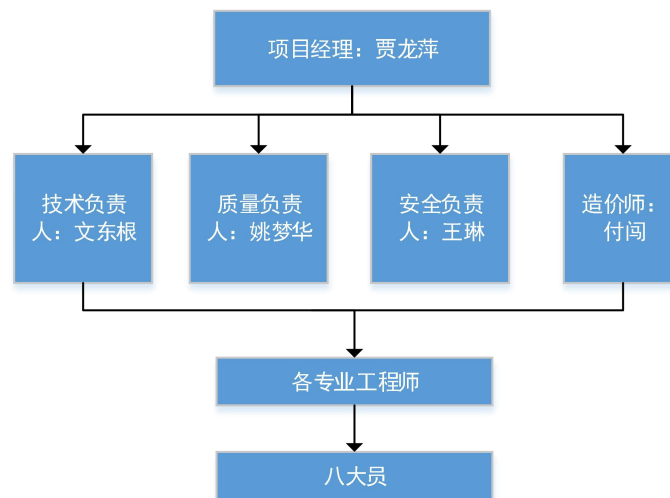 项目经理：贾龙萍
技术负责
人：文东根
质量负责
人：姚梦华
安全负责
人：王琳
造价师：
付闯
各专业工程师
八大员